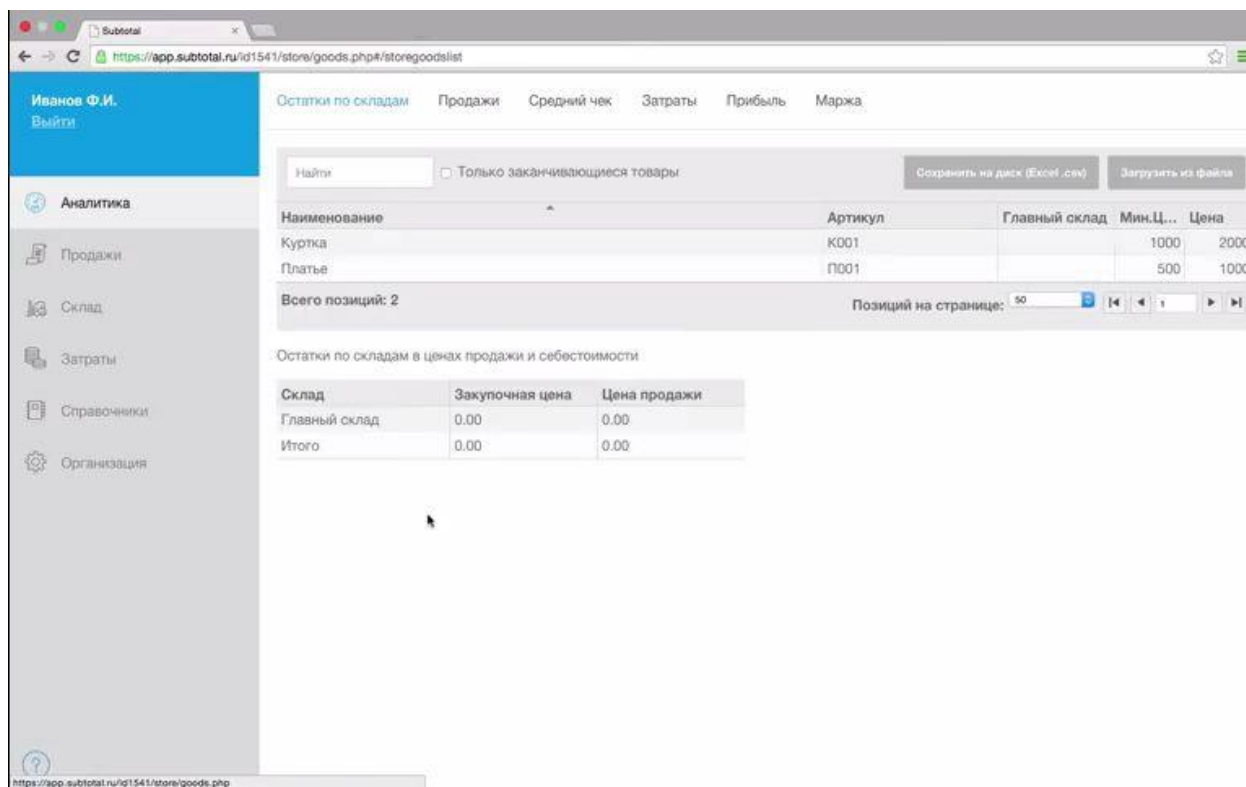 Subtotal
https://app.subtotal.ru/id1541/store/goods.php#/storegoodslist
Иванов Ф.И.
Выйти
Остатки по складам Продажи Средний чек Затраты Прибыль Маржа
Найти Только заканчивающиеся товары Сохранить на диск (Excel .csv) Загрузить из файла
Аналитика
Продажи
Склад
Затраты
Справочники
Организация
Наименование Артикул Главный склад Мин.Ц... Цена
Куртка К001 1000 2000
Платье П001 500 1000
Всего позиций: 2 Позиций на странице: 50 1
Остатки по складам в ценах продажи и себестоимости
Склад Закупочная цена Цена продажи
Главный склад 0.00 0.00
Итого 0.00 0.00
?
https://app.subtotal.ru/id1541/store/goods.php